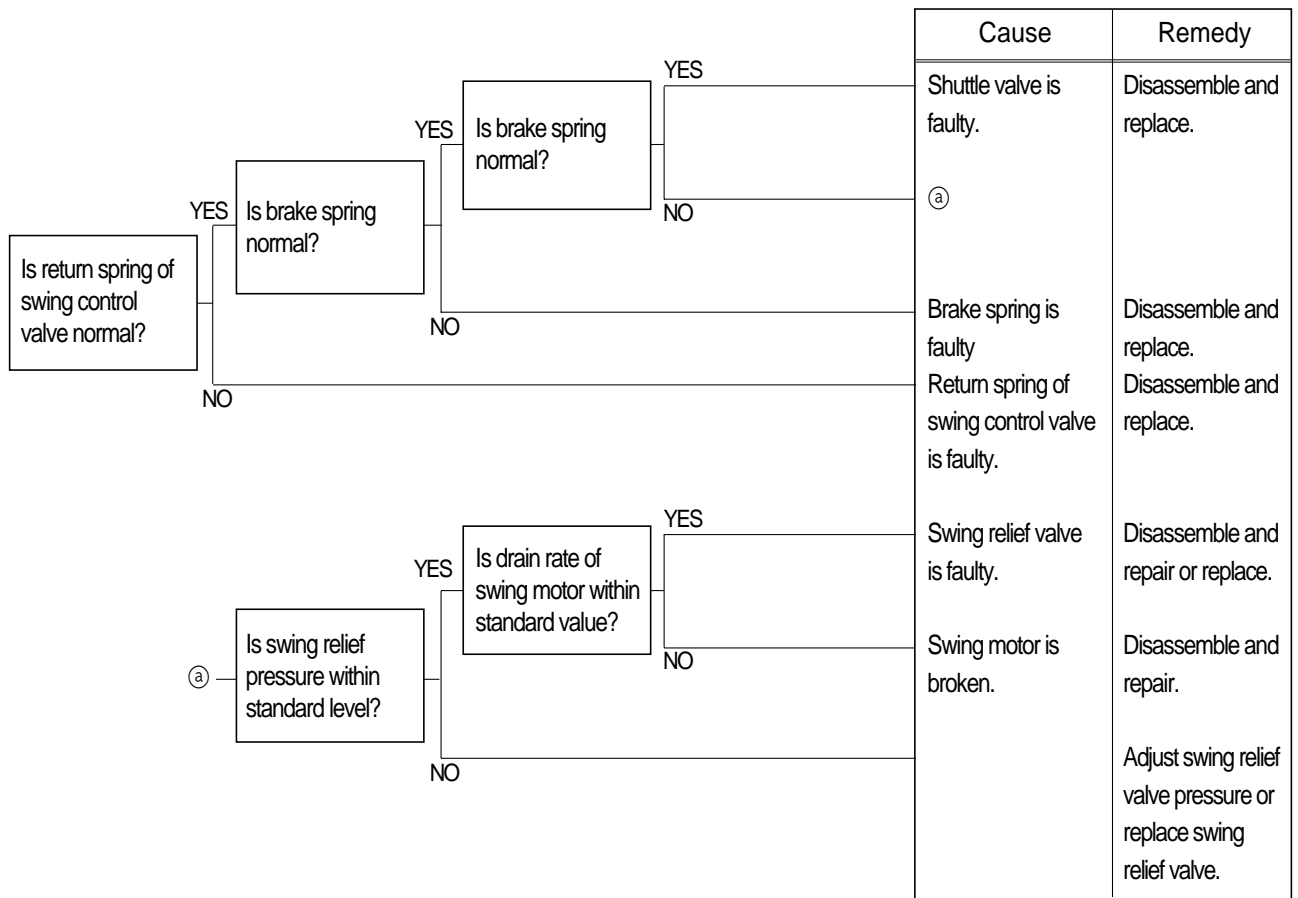 Cause
Remedy
YES
Is brake spring
normal?
YES
Is brake spring
normal?
YES
Is return spring of
swing control
valve normal?
Shuttle valve is
faulty.
Disassemble and
replace.
NO
ⓐ
NO
Brake spring is
faulty
Disassemble and
replace.
NO
Return spring of
swing control valve
is faulty.
Disassemble and
replace.
YES
Is drain rate of
swing motor within
standard value?
YES
Is swing relief
pressure within
standard level?
ⓐ
Swing relief valve
is faulty.
Disassemble and
repair or replace.
NO
Swing motor is
broken.
Disassemble and
repair.
NO
Adjust swing relief
valve pressure or
replace swing
relief valve.